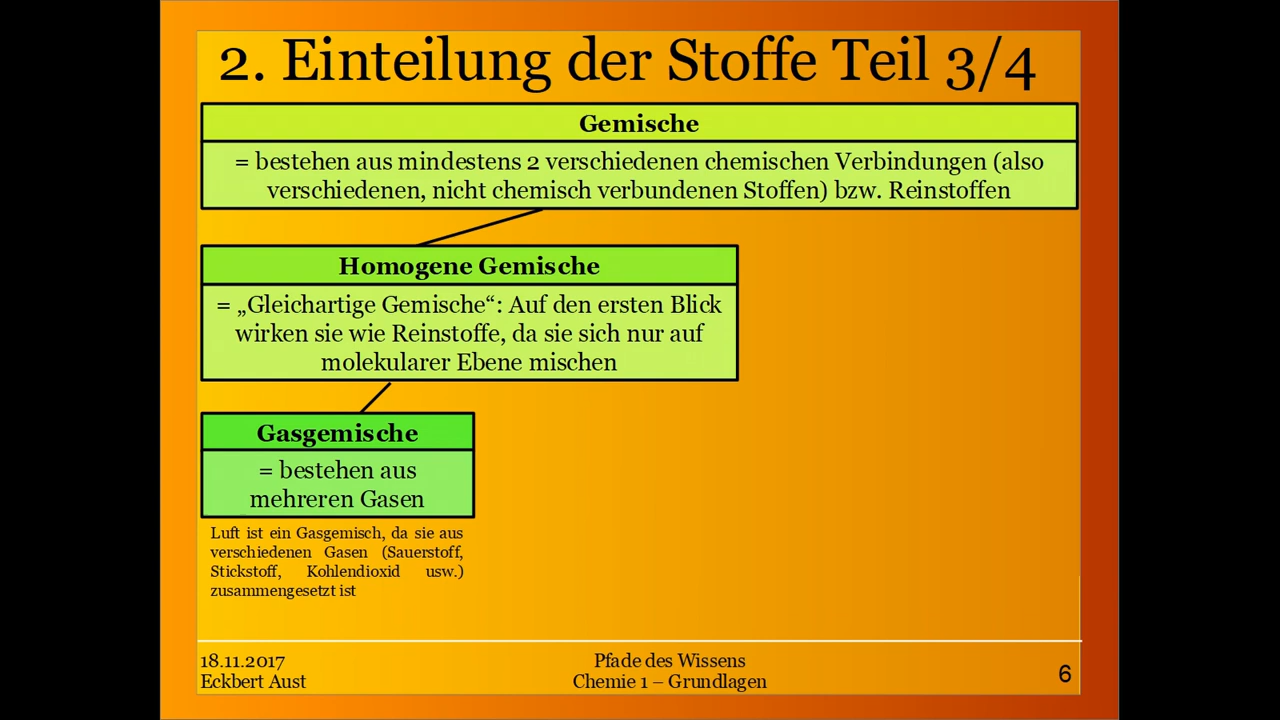 2. Einteilung der Stoffe Teil 3/4
Gemische
= bestehen aus mindestens 2 verschiedenen chemischen Verbindungen (also
verschiedenen, nicht chemisch verbundenen Stoffen) bzw. Reinstoffen
Homogene Gemische
= „Gleichartige Gemische“: Auf den ersten Blick
wirken sie wie Reinstoffe, da sie sich nur auf
molekularer Ebene mischen
Gasgemische
= bestehen aus
mehreren Gasen
Luft ist ein Gasgemisch, da sie aus
verschiedenen Gasen (Sauerstoff,
Stickstoff, Kohlendioxid usw.)
zusammengesetzt ist
18.11.2017
Eckbert Aust
Pfade des Wissens
Chemie 1 – Grundlagen
6